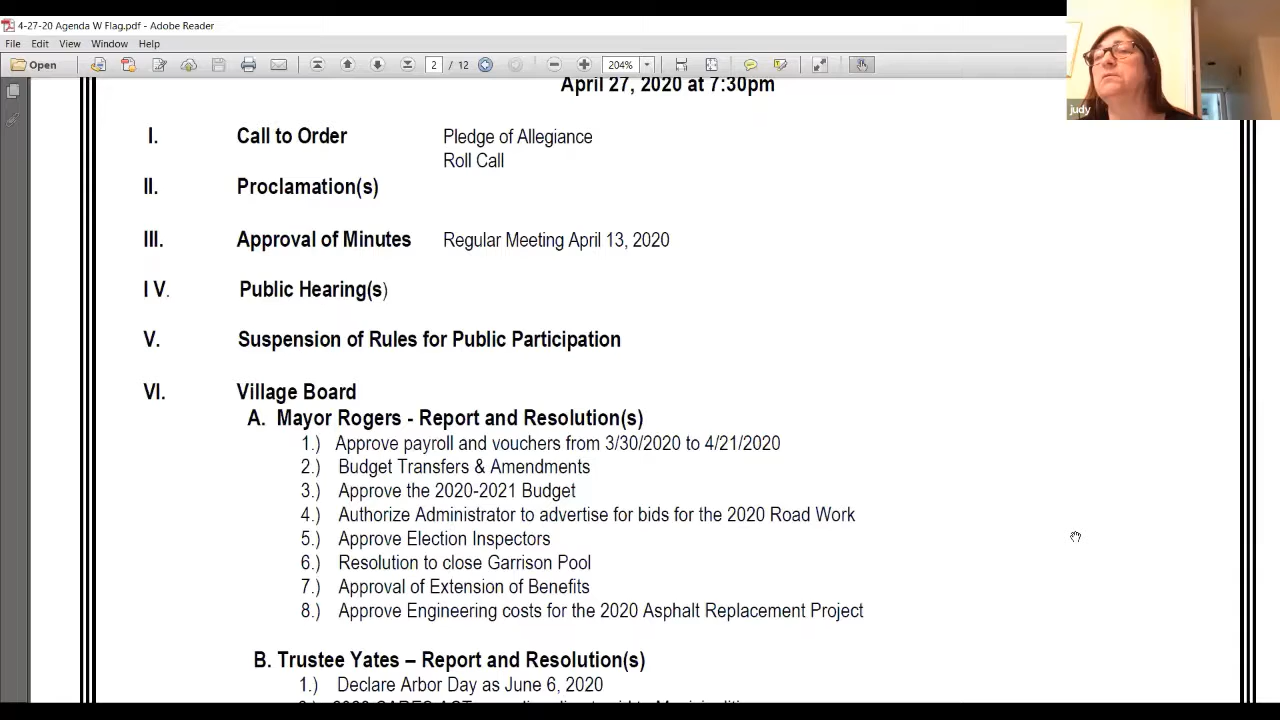 4-27-20 Agenda W Flag.pdf - Adobe Reader
File Edit View Window Help
Open 2 / 12 204%
judy
April 27, 2020 at 7:30pm
I. Call to Order Pledge of Allegiance
Roll Call
II. Proclamation(s)
III. Approval of Minutes Regular Meeting April 13, 2020
I V. Public Hearing(s)
V. Suspension of Rules for Public Participation
VI. Village Board
A. Mayor Rogers - Report and Resolution(s)
1.) Approve payroll and vouchers from 3/30/2020 to 4/21/2020
2.) Budget Transfers & Amendments
3.) Approve the 2020-2021 Budget
4.) Authorize Administrator to advertise for bids for the 2020 Road Work
5.) Approve Election Inspectors
6.) Resolution to close Garrison Pool
7.) Approval of Extension of Benefits
8.) Approve Engineering costs for the 2020 Asphalt Replacement Project
B. Trustee Yates – Report and Resolution(s)
1.) Declare Arbor Day as June 6, 2020